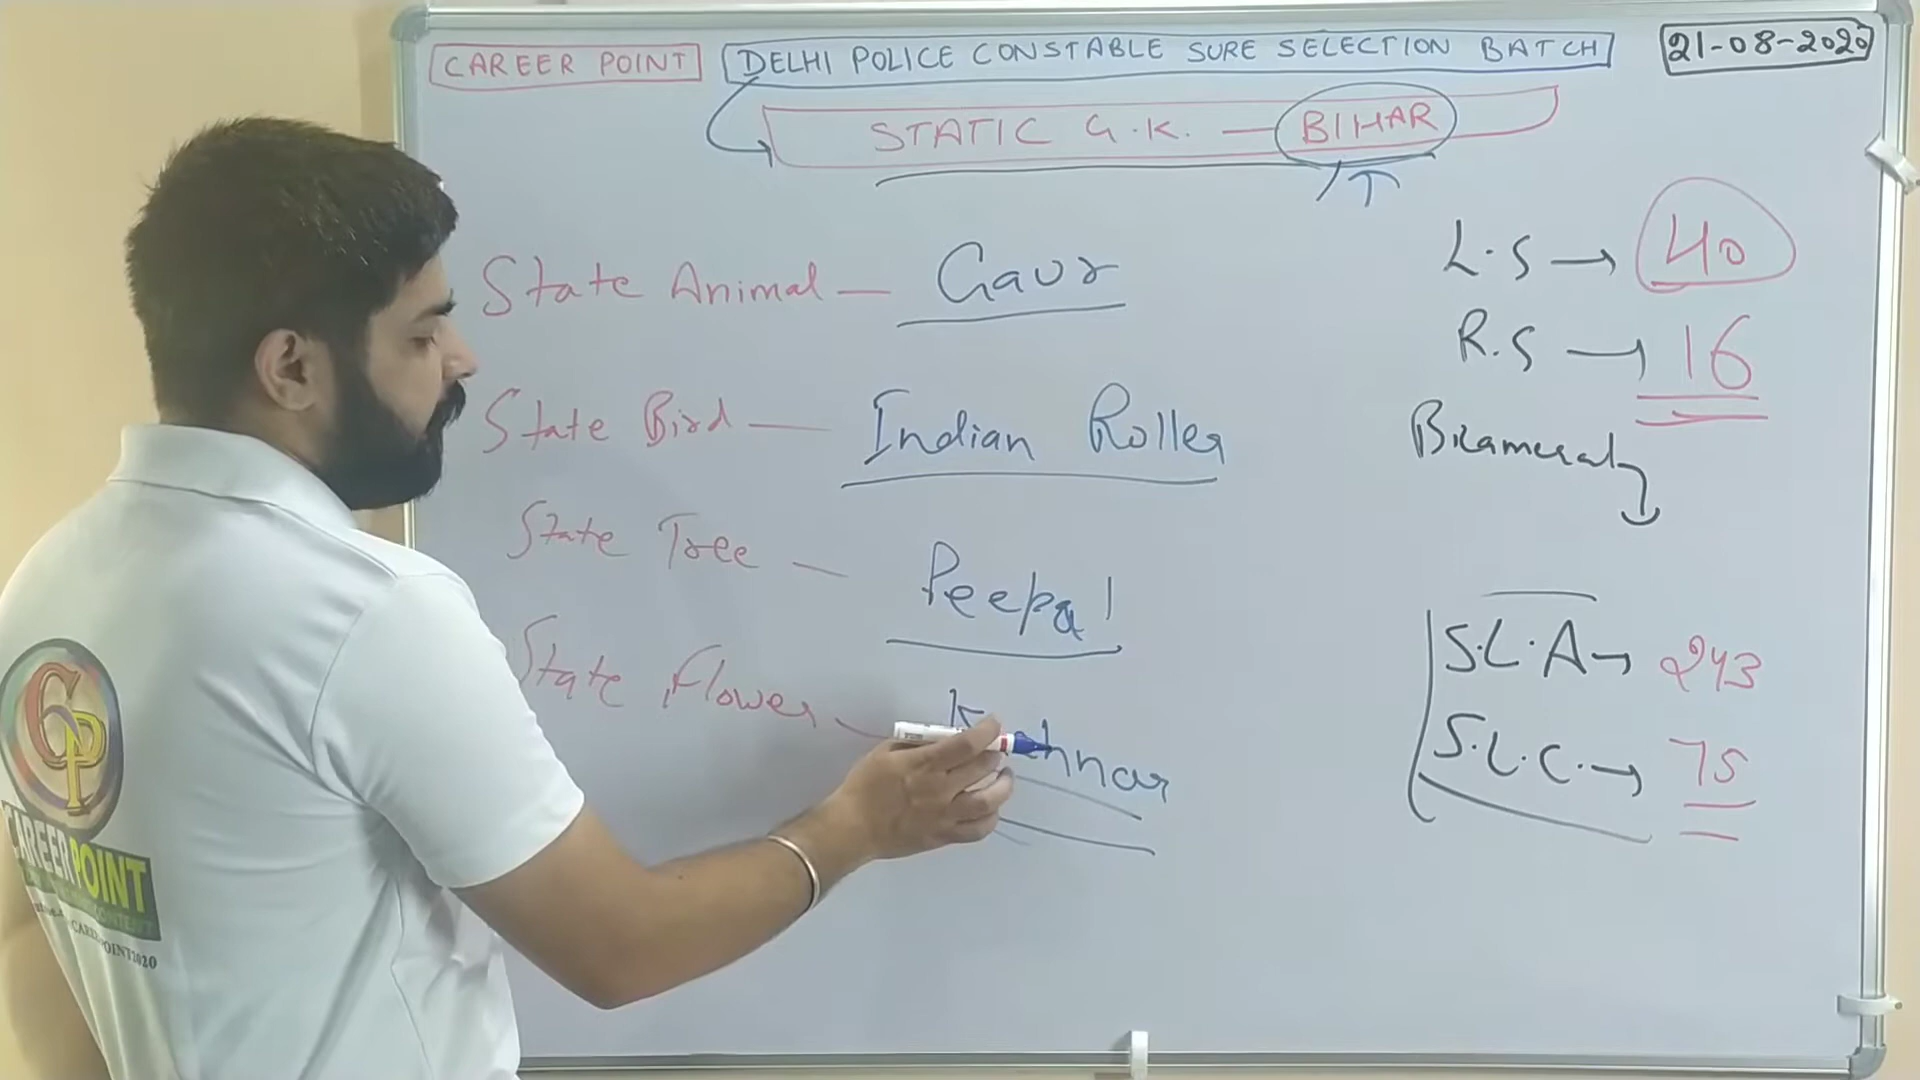 CAREER POINT DELHI POLICE CONSTABLE SURE SELECTION BATCH 21-08-2020
STATIC G.K. — BIHAR
State Animal — Gaur
State Bird — Indian Roller
State Tree — Peepal
State Flower —
L.S → 40
R.S → 16
S.L.A → 243
S.L.C. → 75
CP
CAREER POINT